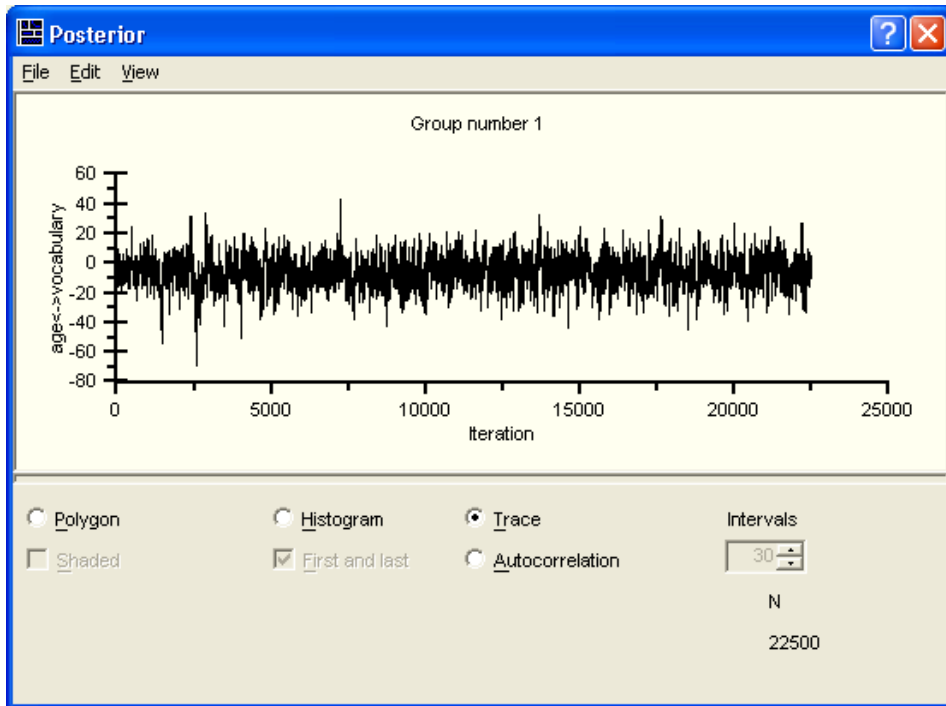 Posterior
File Edit View
Group number 1
age<->vocabulary
60
40
20
0
-20
-40
-60
-80
0 5000 10000 15000 20000 25000
Iteration
Polygon Histogram Trace Intervals
Shaded First and last Autocorrelation 30
N
22500